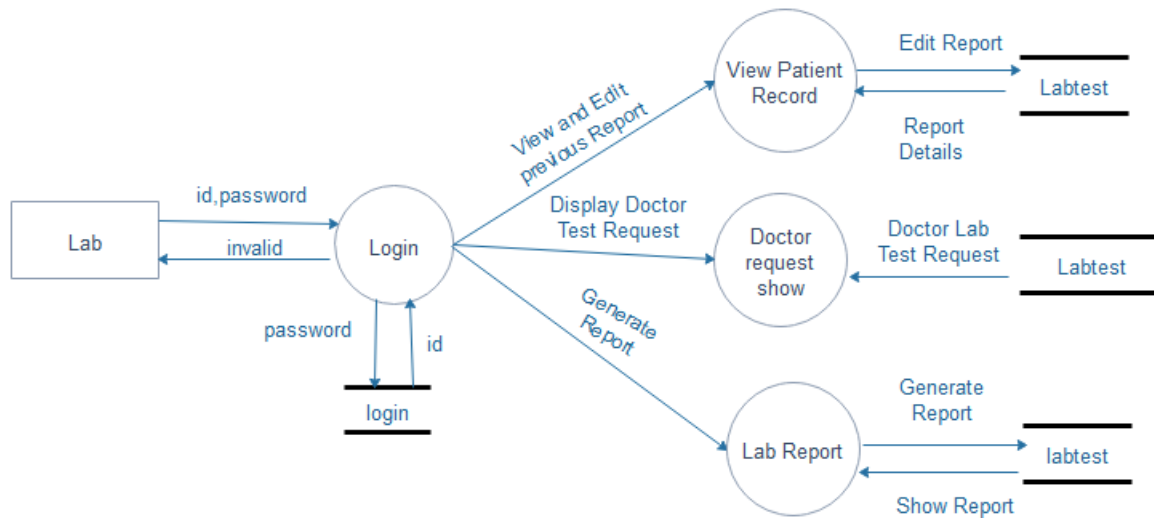 Lab
id,password
invalid
Login
password
id
login
View and Edit
previous Report
Display Doctor
Test Request
Generate
Report
View Patient
Record
Edit Report
Report
Details
Labtest
Doctor
request
show
Doctor Lab
Test Request
Labtest
Lab Report
Generate
Report
Show Report
labtest